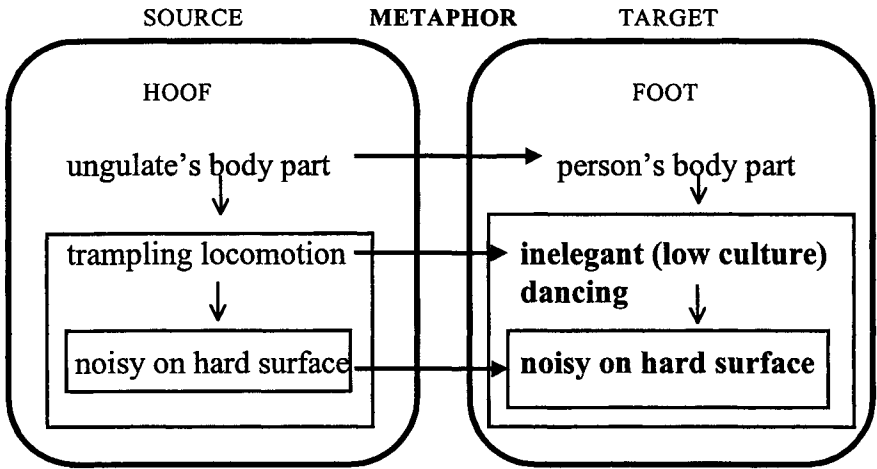 SOURCE METAPHOR TARGET
HOOF FOOT
ungulate's body part person's body part
trampling locomotion inelegant (low culture)
dancing
noisy on hard surface noisy on hard surface